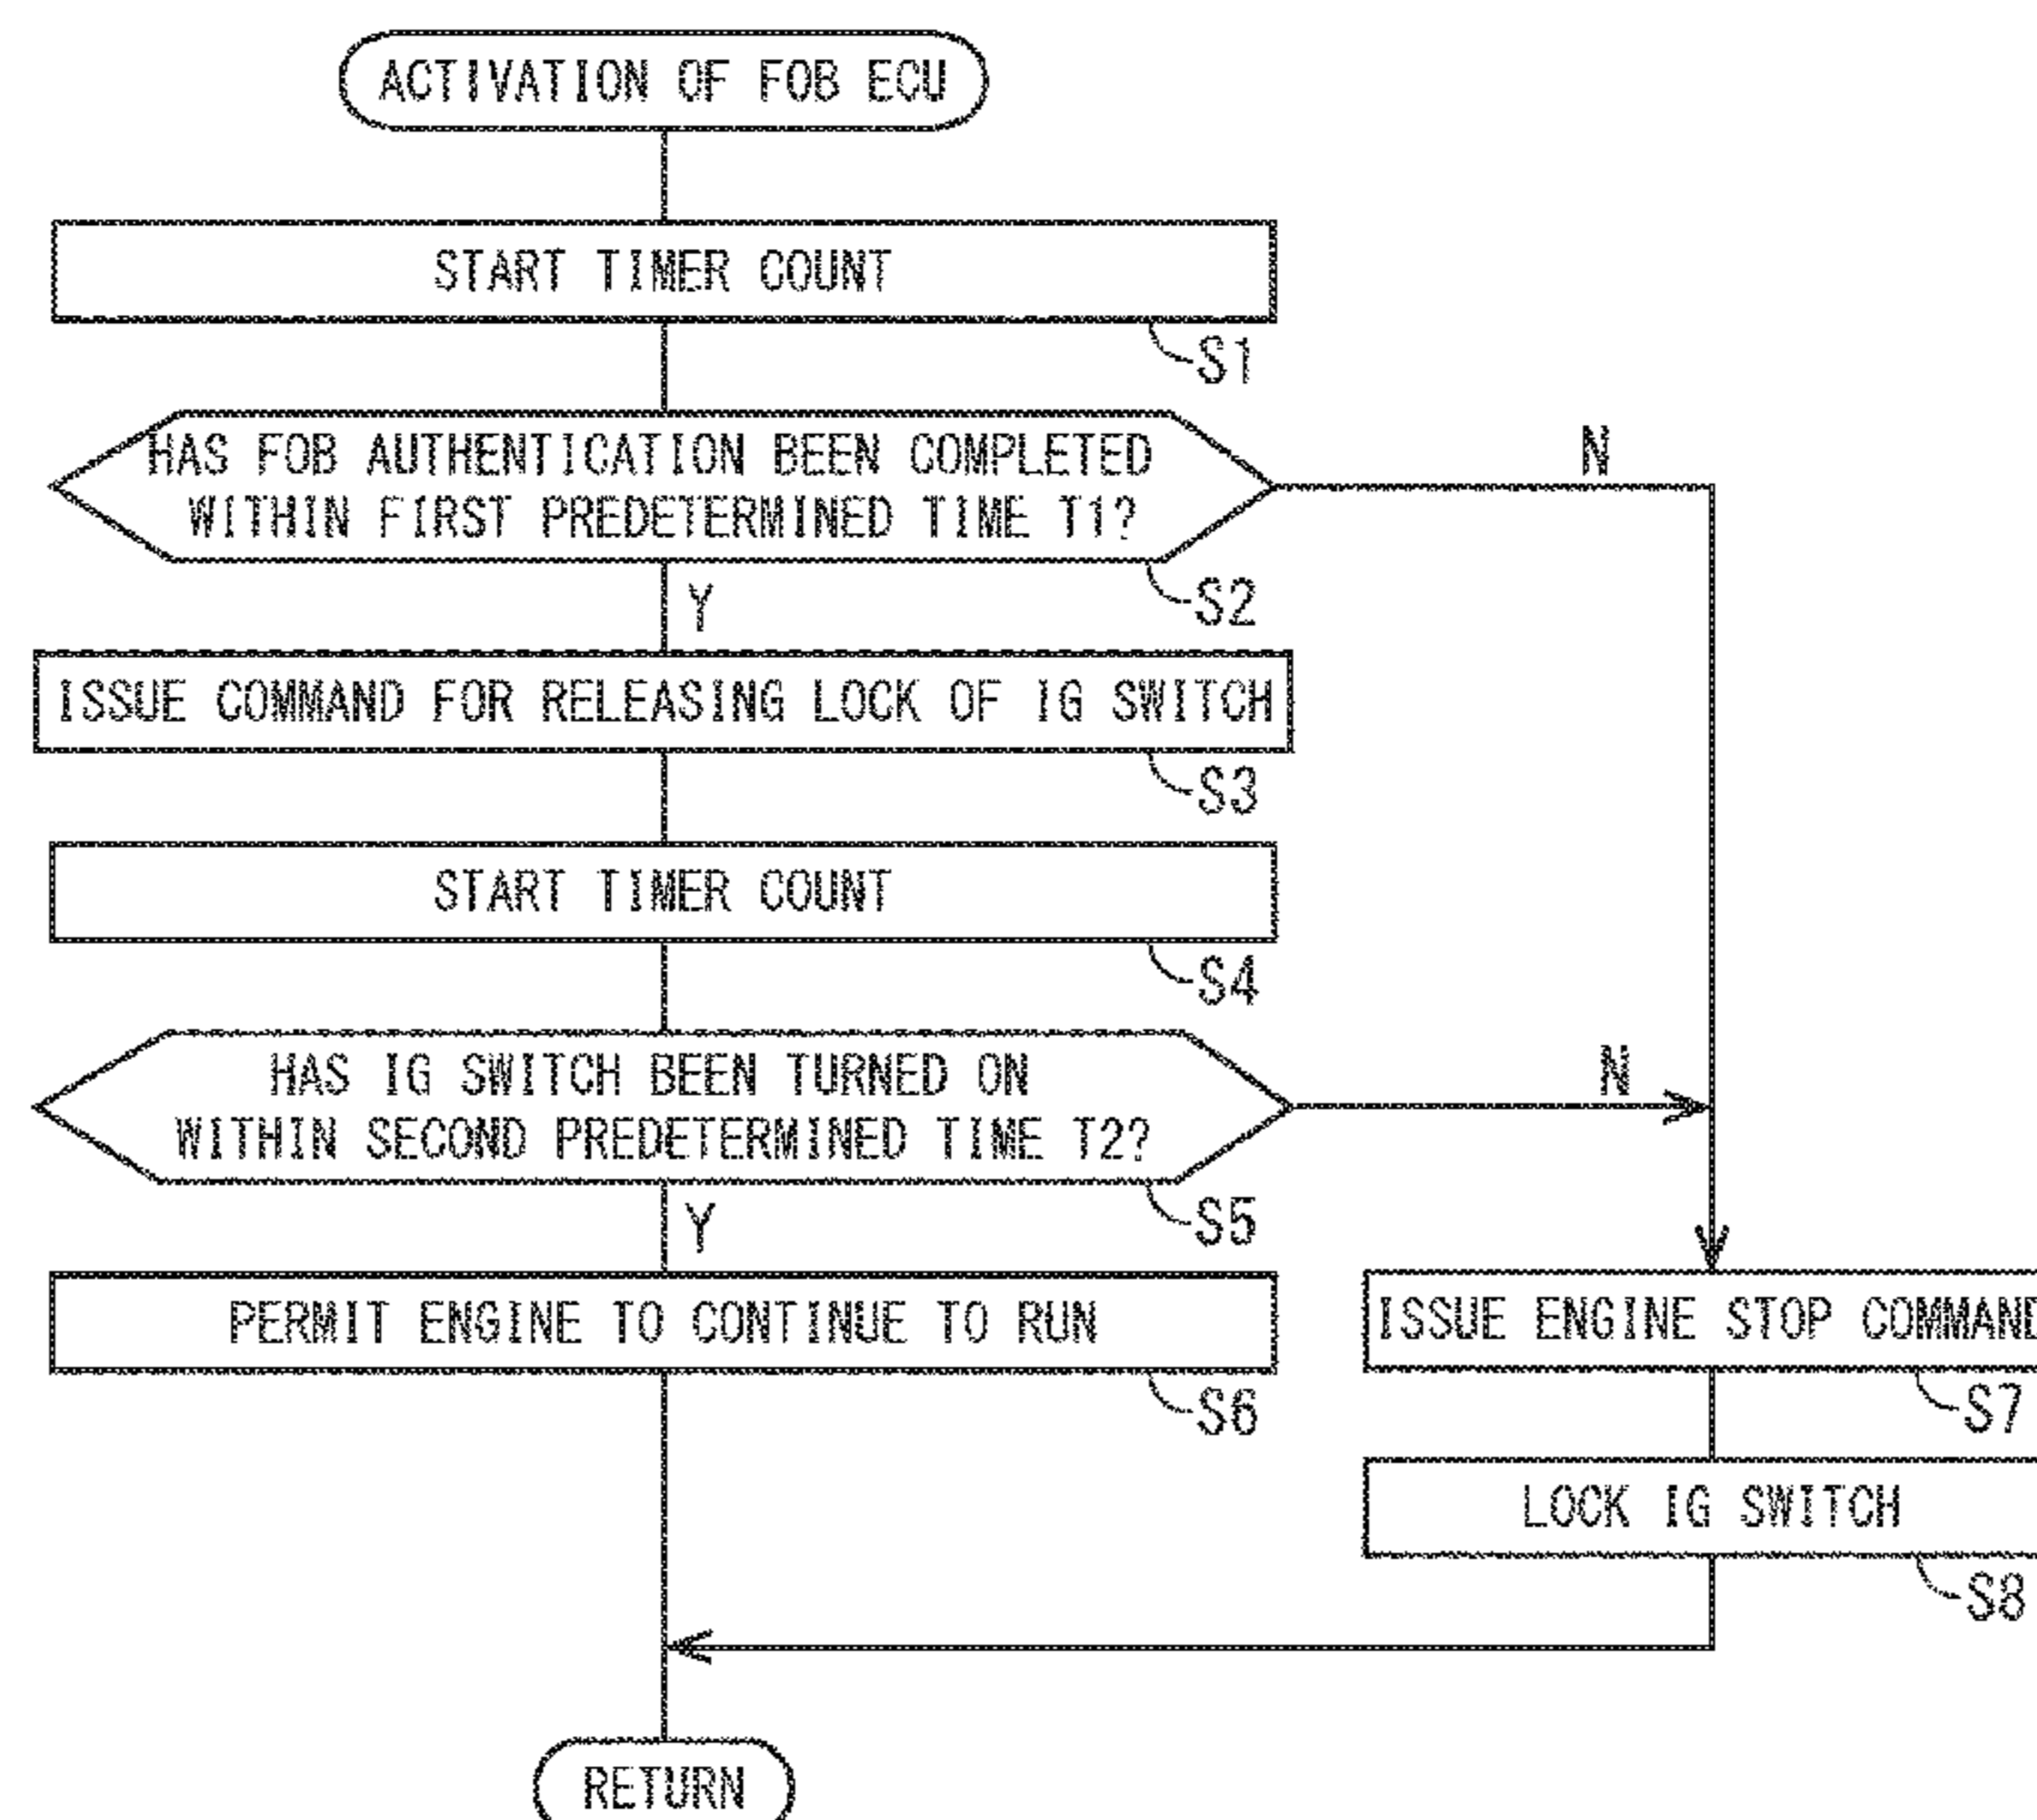 ACTIVATION OF FOB ECU
START TIMER COUNT
S1
HAS FOB AUTHENTICATION BEEN COMPLETED
WITHIN FIRST PREDETERMINED TIME T1?
N
S2
Y
ISSUE COMMAND FOR RELEASING LOCK OF IG SWITCH
S3
START TIMER COUNT
S4
HAS IG SWITCH BEEN TURNED ON
WITHIN SECOND PREDETERMINED TIME T2?
N
S5
Y
PERMIT ENGINE TO CONTINUE TO RUN
S6
ISSUE ENGINE STOP COMMAND
S7
LOCK IG SWITCH
S8
RETURN